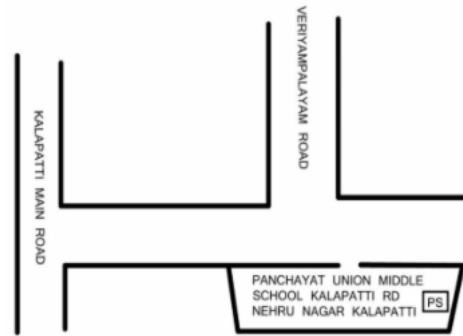 KALAPATTI MAIN ROAD
VERIYAMPALAYAM ROAD
PANCHAYAT UNION MIDDLE
SCHOOL KALAPATTI RD
NEHRU NAGAR KALAPATTI
PS